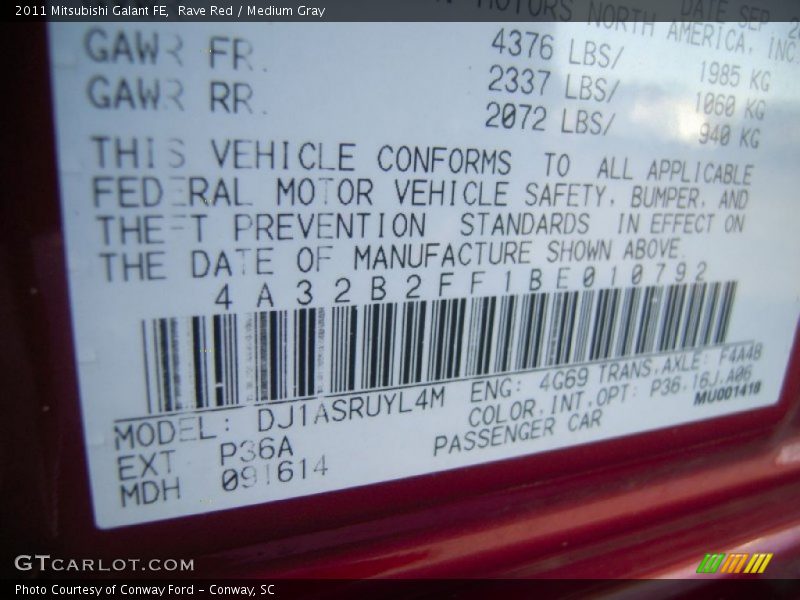 2011 Mitsubishi Galant FE, Rave Red / Medium Gray
MOTORS NORTH AMERICA, INC.
DATE SEP
4376 LBS/ 1985 KG
GAWR FR. 2337 LBS/ 1060 KG
GAWR RR. 2072 LBS/ 940 KG
THIS VEHICLE CONFORMS TO ALL APPLICABLE
FEDERAL MOTOR VEHICLE SAFETY, BUMPER, AND
THEFT PREVENTION STANDARDS IN EFFECT ON
THE DATE OF MANUFACTURE SHOWN ABOVE.
4A32B2FF1BE010792
MODEL: DJ1ASRUYL4M ENG: 4G69 TRANS,AXLE: F4A4B
EXT P36A COLOR,INT,OPT: P36.16J.A06
MDH 091614 PASSENGER CAR MU001418
GTCARLOT.COM
Photo Courtesy of Conway Ford - Conway, SC